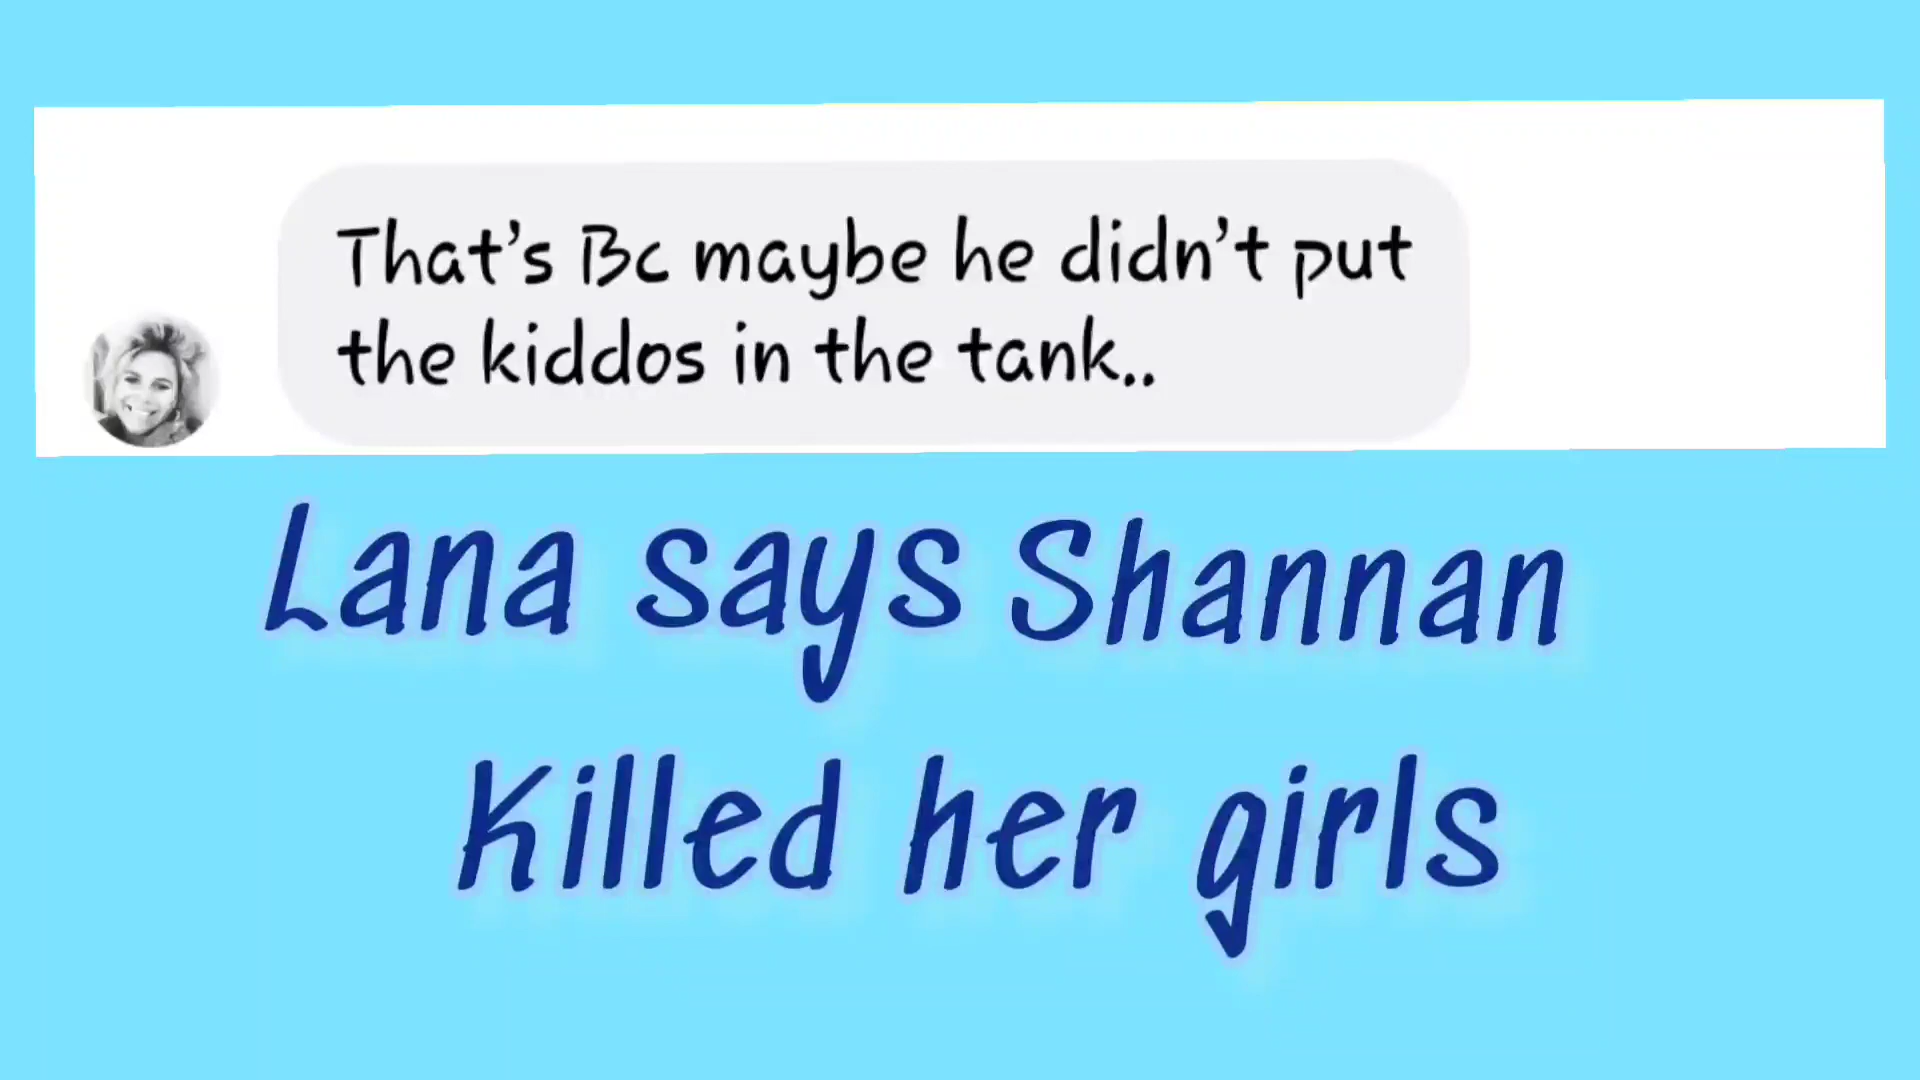 That's Bc maybe he didn't put
the kiddos in the tank..
Lana says Shannan
Killed her girls